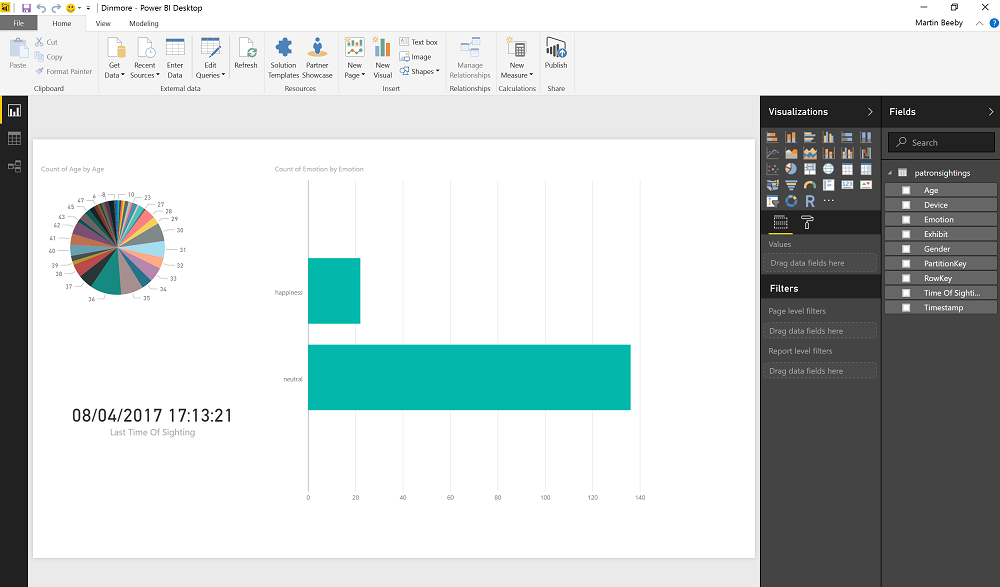 Dinmore - Power BI Desktop
Martin Beeby
File Home View Modeling
Paste
Cut
Copy
Format Painter
Clipboard
Get Data
Recent Sources
Enter Data
Edit Queries
Refresh
External data
Solution Templates
Partner Showcase
Resources
New Page
New Visual
Text box
Image
Shapes
Insert
Manage Relationships
Relationships
New Measure
Calculations
Publish
Share
Count of Age by Age
10
23
27
28
29
30
31
32
33
34
35
36
37
38
39
40
41
42
43
45
47
6
8
08/04/2017 17:13:21
Last Time Of Sighting
Count of Emotion by Emotion
happiness
neutral
0 20 40 60 80 100 120 140
Visualizations
R
Values
Drag data fields here
Filters
Page level filters
Drag data fields here
Report level filters
Drag data fields here
Fields
Search
patronsightings
Age
Device
Emotion
Exhibit
Gender
PartitionKey
RowKey
Time Of Sighti...
Timestamp